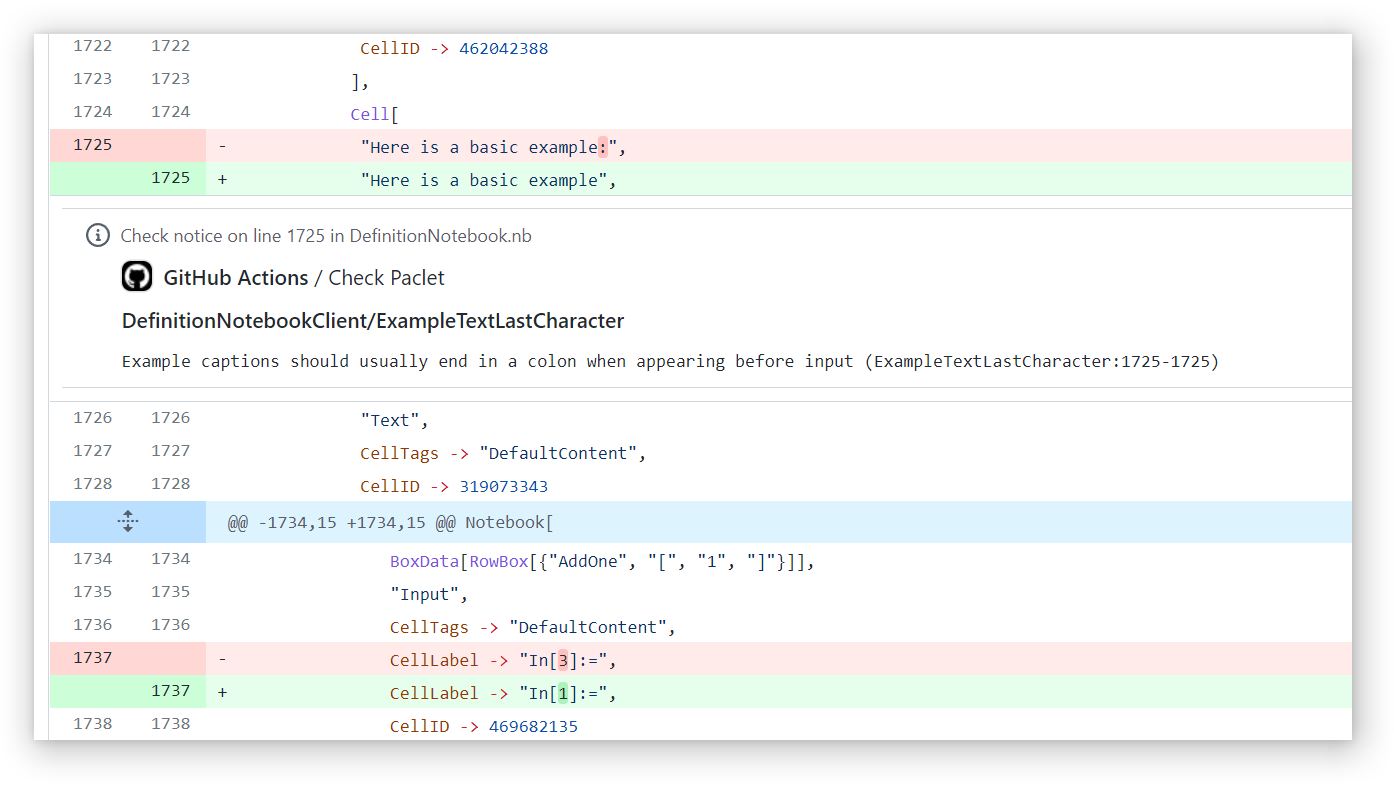 1722 1722 CellID -> 462042388
1723 1723 ],
1724 1724 Cell[
1725 - "Here is a basic example:",
1725 + "Here is a basic example",
Check notice on line 1725 in DefinitionNotebook.nb
GitHub Actions / Check Paclet
DefinitionNotebookClient/ExampleTextLastCharacter
Example captions should usually end in a colon when appearing before input (ExampleTextLastCharacter:1725-1725)
1726 1726 "Text",
1727 1727 CellTags -> "DefaultContent",
1728 1728 CellID -> 319073343
@@ -1734,15 +1734,15 @@ Notebook[
1734 1734 BoxData[RowBox[{"AddOne", "[", "1", "]"}]],
1735 1735 "Input",
1736 1736 CellTags -> "DefaultContent",
1737 - CellLabel -> "In[3]:=",
1737 + CellLabel -> "In[1]:=",
1738 1738 CellID -> 469682135